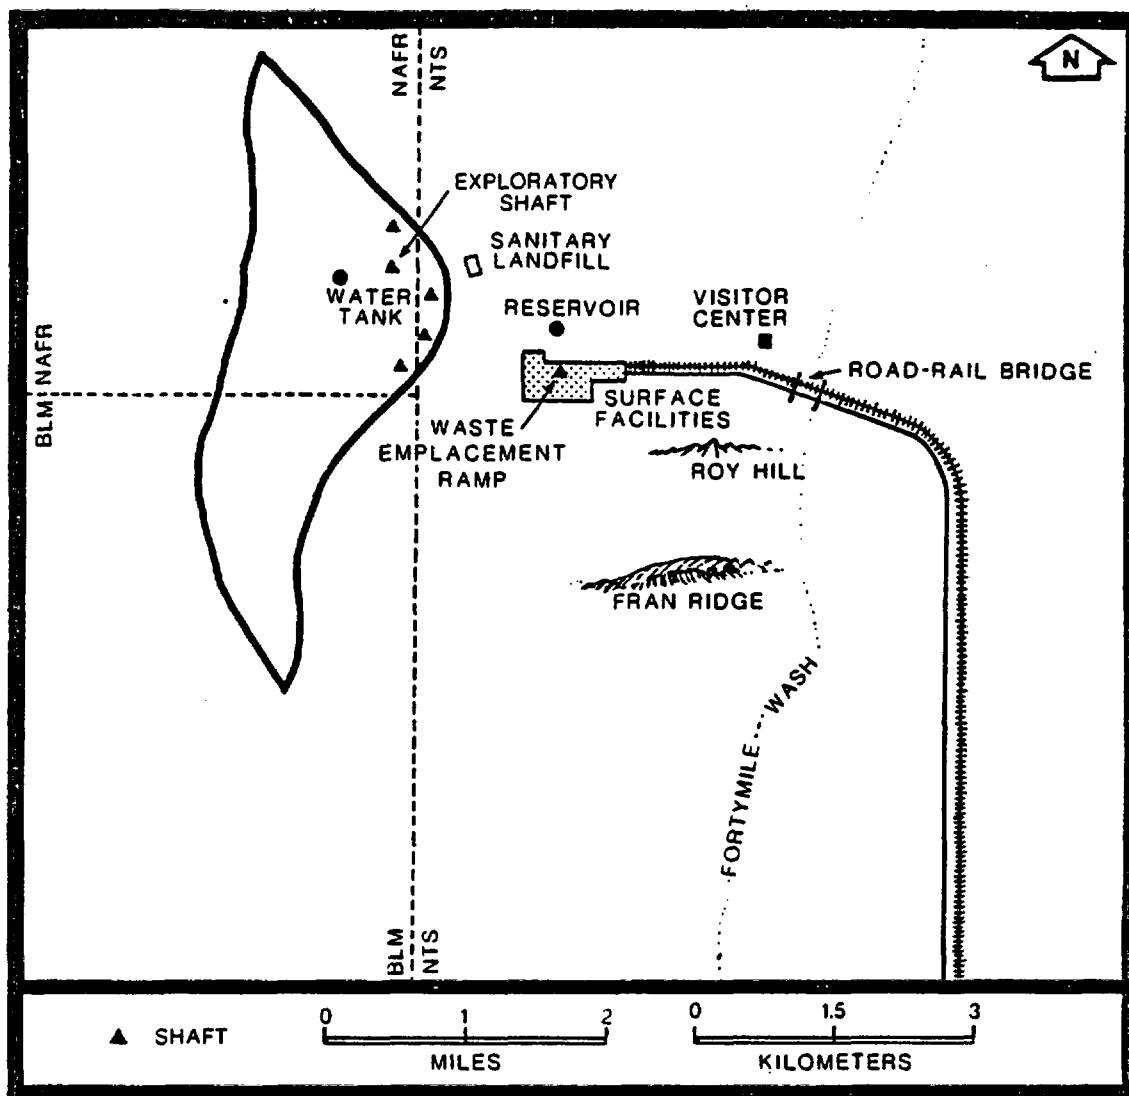 NAFR
NTS
N
EXPLORATORY
SHAFT
SANITARY
LANDFILL
WATER
TANK
RESERVOIR
VISITOR
CENTER
BLM NAFR
ROAD-RAIL BRIDGE
SURFACE
FACILITIES
WASTE
EMPLACEMENT
RAMP
ROY HILL
FRAN RIDGE
FORTYMILE WASH
BLM
NTS
SHAFT
0 1 2
MILES
0 1.5 3
KILOMETERS